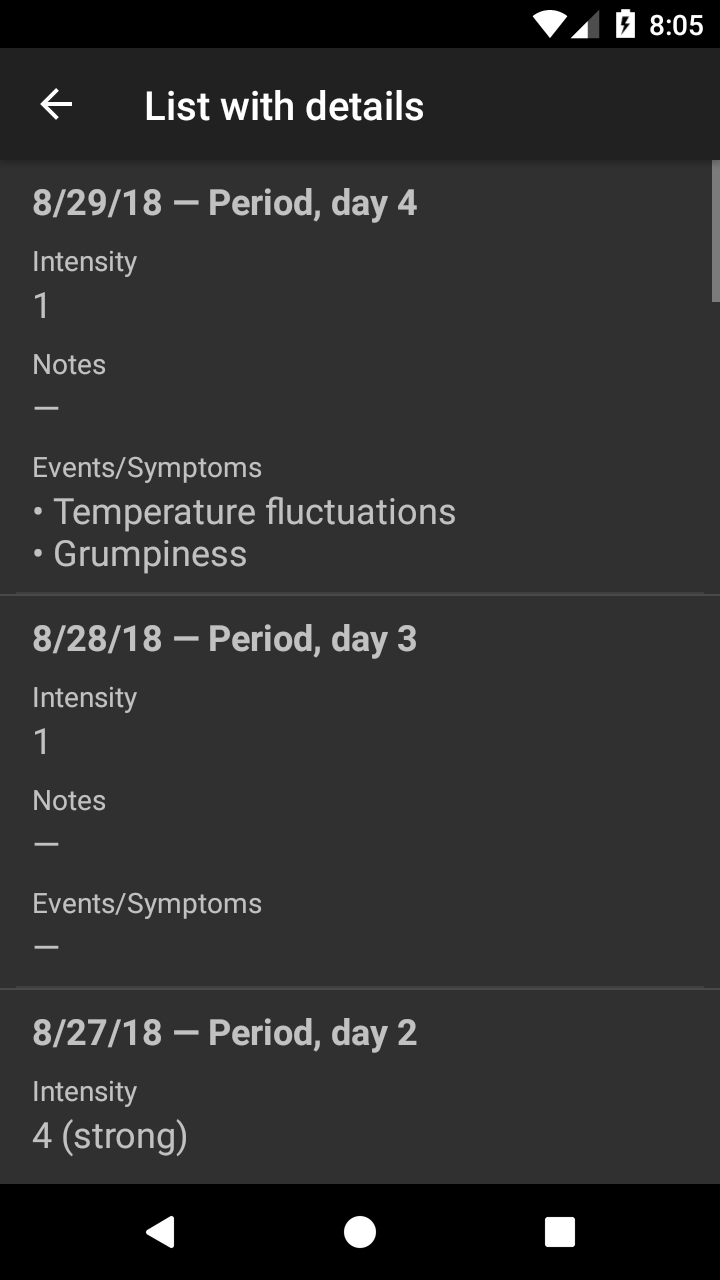 8:05
List with details
8/29/18 — Period, day 4
Intensity
1
Notes
—
Events/Symptoms
• Temperature fluctuations
• Grumpiness
8/28/18 — Period, day 3
Intensity
1
Notes
—
Events/Symptoms
—
8/27/18 — Period, day 2
Intensity
4 (strong)